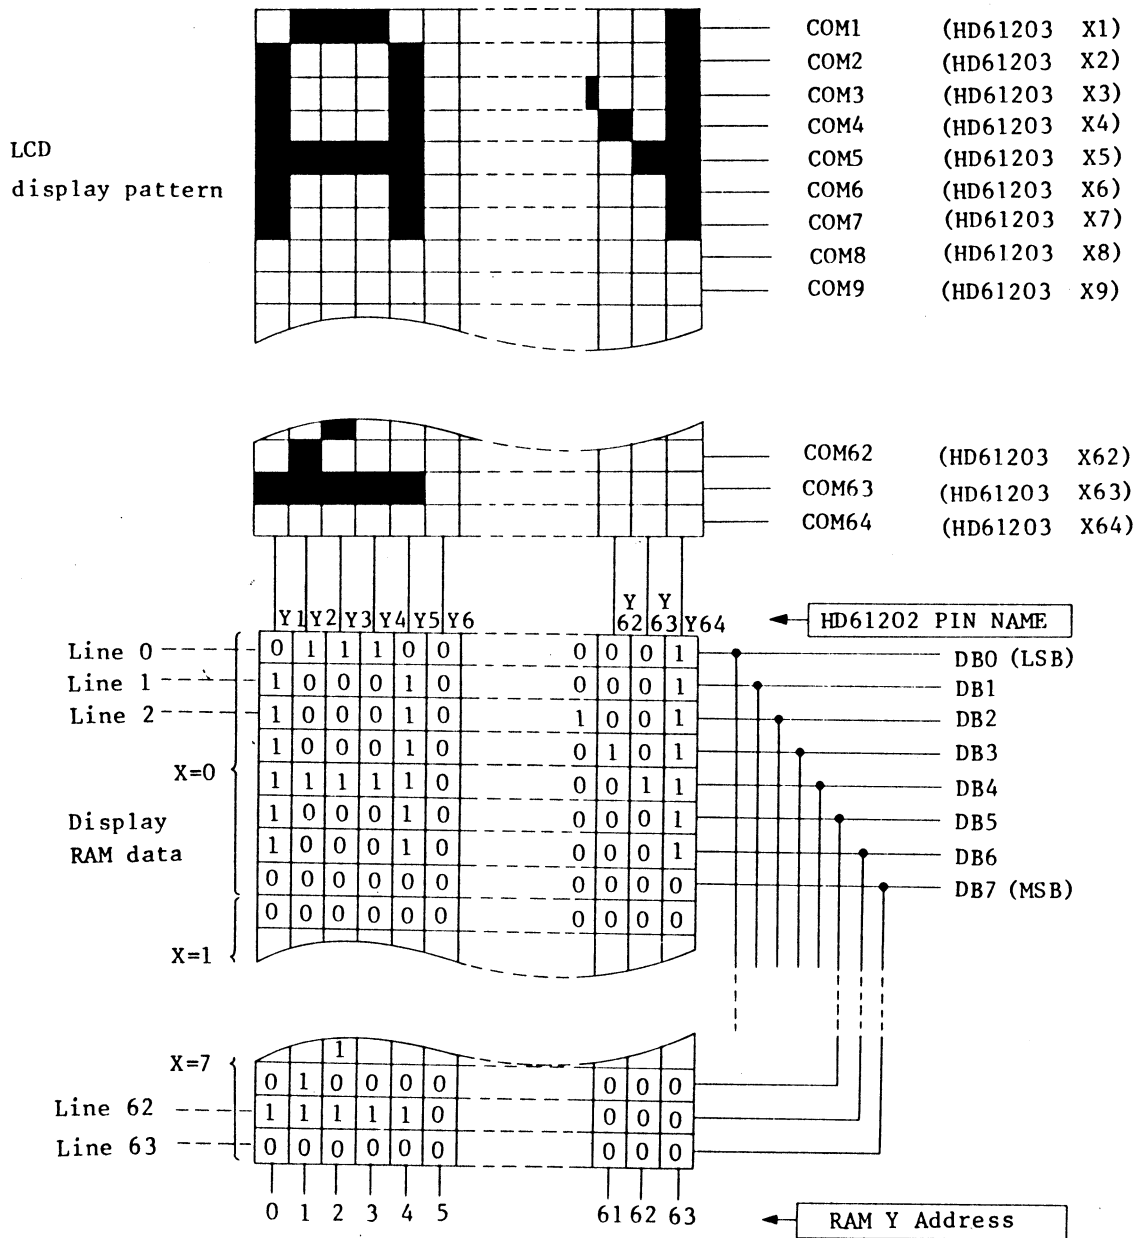 COM1 (HD61203 X1)
COM2 (HD61203 X2)
COM3 (HD61203 X3)
COM4 (HD61203 X4)
LCD
COM5 (HD61203 X5)
display pattern
COM6 (HD61203 X6)
COM7 (HD61203 X7)
COM8 (HD61203 X8)
COM9 (HD61203 X9)
COM62 (HD61203 X62)
COM63 (HD61203 X63)
COM64 (HD61203 X64)
Y1 Y2 Y3 Y4 Y5 Y6 Y62 Y63 Y64
HD61202 PIN NAME
Line 0 0 1 1 1 0 0 0 0 0 1 DB0 (LSB)
Line 1 1 0 0 0 1 0 0 0 0 1 DB1
Line 2 1 0 0 0 1 0 1 0 0 1 DB2
1 0 0 0 1 0 0 1 0 1 DB3
X=0 1 1 1 1 1 0 0 0 1 1 DB4
1 0 0 0 1 0 0 0 0 1 DB5
Display
RAM data
1 0 0 0 1 0 0 0 0 1 DB6
0 0 0 0 0 0 0 0 0 0 DB7 (MSB)
0 0 0 0 0 0 0 0 0 0
X=1
1
X=7
0 1 0 0 0 0 0 0 0
Line 62 1 1 1 1 1 0 0 0 0
Line 63 0 0 0 0 0 0 0 0 0
0 1 2 3 4 5 61 62 63
RAM Y Address